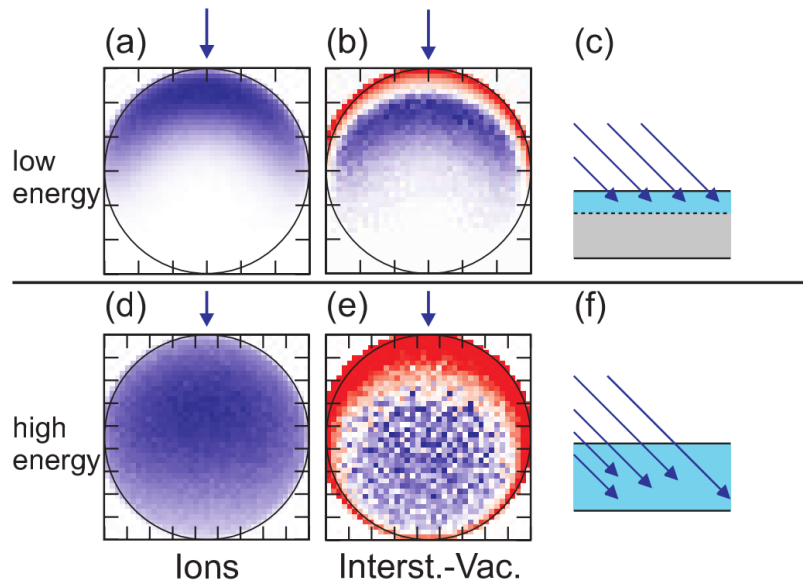 (a)
(b)
(c)
low
energy
(d)
(e)
(f)
high
energy
Ions
Interst.-Vac.